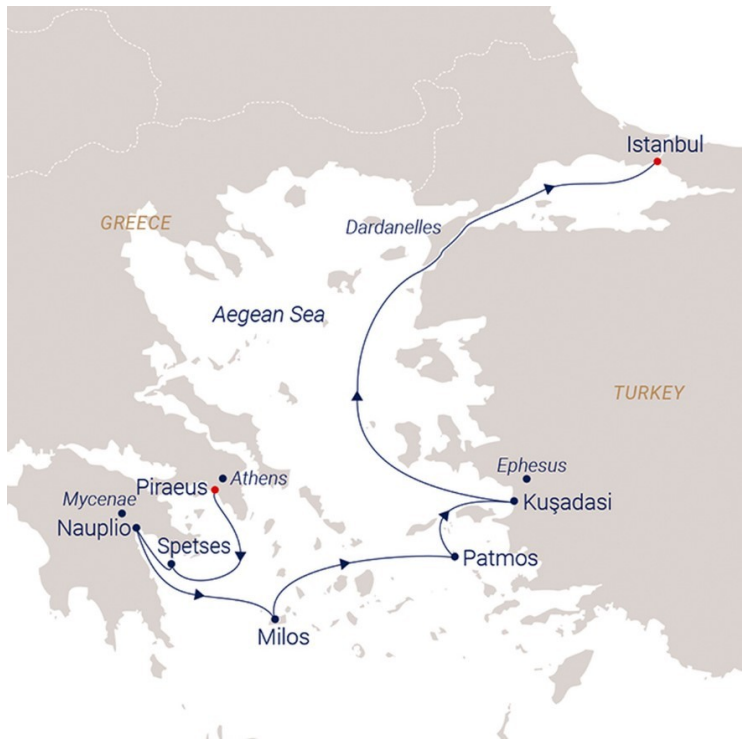 Istanbul
GREECE
Dardanelles
Aegean Sea
TURKEY
Ephesus
Athens
Piraeus
Mycenae
Kuşadasi
Nauplio
Spetses
Patmos
Milos